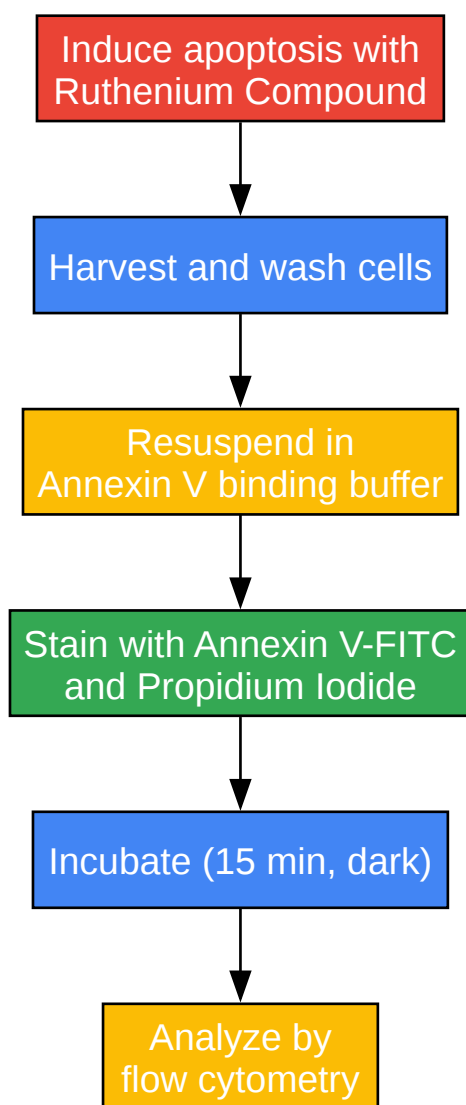 Induce apoptosis with
Ruthenium Compound
Harvest and wash cells
Resuspend in
Annexin V binding buffer
Stain with Annexin V-FITC
and Propidium Iodide
Incubate (15 min, dark)
Analyze by
flow cytometry